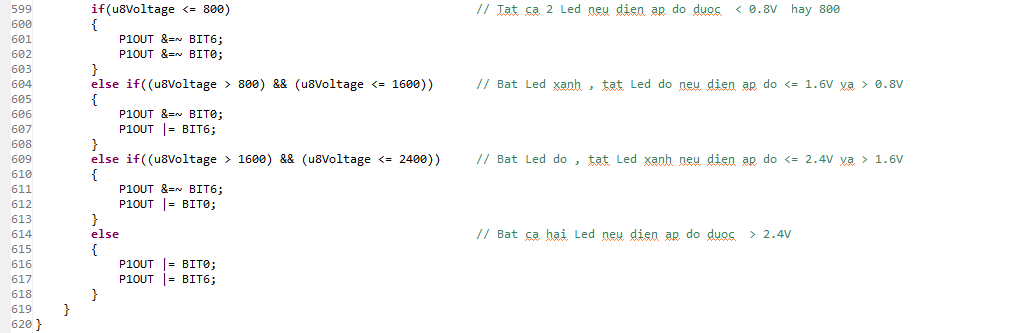 599 if(u8Voltage <= 800) // Tat ca 2 Led neu dien ap do duoc < 0.8V hay 800
600 {
601 P1OUT &=~ BIT6;
602 P1OUT &=~ BIT0;
603 }
604 else if((u8Voltage > 800) && (u8Voltage <= 1600)) // Bat Led xanh , tat Led do neu dien ap do <= 1.6V va > 0.8V
605 {
606 P1OUT &=~ BIT0;
607 P1OUT |= BIT6;
608 }
609 else if((u8Voltage > 1600) && (u8Voltage <= 2400)) // Bat Led do , tat Led xanh neu dien ap do <= 2.4V va > 1.6V
610 {
611 P1OUT &=~ BIT6;
612 P1OUT |= BIT0;
613 }
614 else // Bat ca hai Led neu dien ap do duoc > 2.4V
615 {
616 P1OUT |= BIT0;
617 P1OUT |= BIT6;
618 }
619 }
620 }